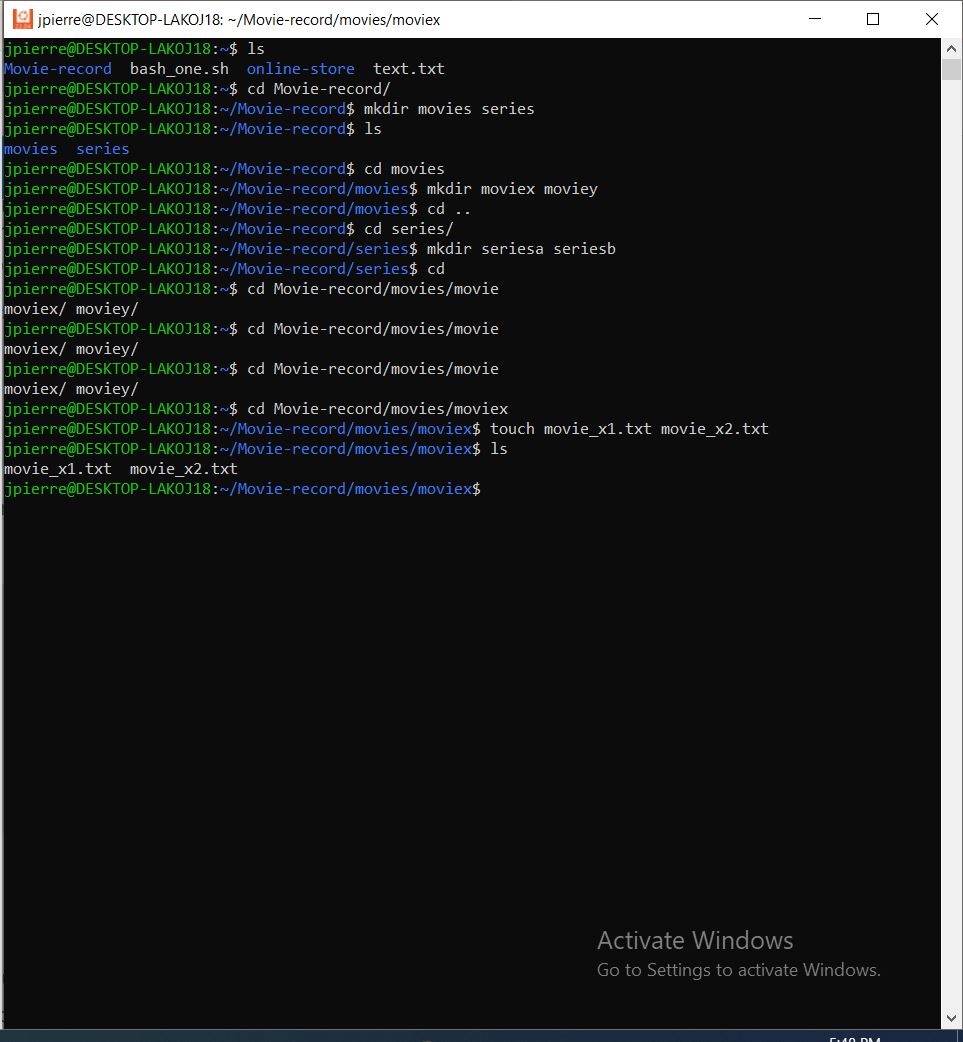 jpierre@DESKTOP-LAKOJ18: ~/Movie-record/movies/moviex
jpierre@DESKTOP-LAKOJ18:~$ ls
Movie-record  bash_one.sh  online-store  text.txt
jpierre@DESKTOP-LAKOJ18:~$ cd Movie-record/
jpierre@DESKTOP-LAKOJ18:~/Movie-record$ mkdir movies series
jpierre@DESKTOP-LAKOJ18:~/Movie-record$ ls
movies  series
jpierre@DESKTOP-LAKOJ18:~/Movie-record$ cd movies
jpierre@DESKTOP-LAKOJ18:~/Movie-record/movies$ mkdir moviex moviey
jpierre@DESKTOP-LAKOJ18:~/Movie-record/movies$ cd ..
jpierre@DESKTOP-LAKOJ18:~/Movie-record$ cd series/
jpierre@DESKTOP-LAKOJ18:~/Movie-record/series$ mkdir seriesa seriesb
jpierre@DESKTOP-LAKOJ18:~/Movie-record/series$ cd
jpierre@DESKTOP-LAKOJ18:~$ cd Movie-record/movies/movie
moviex/ moviey/
jpierre@DESKTOP-LAKOJ18:~$ cd Movie-record/movies/movie
moviex/ moviey/
jpierre@DESKTOP-LAKOJ18:~$ cd Movie-record/movies/movie
moviex/ moviey/
jpierre@DESKTOP-LAKOJ18:~$ cd Movie-record/movies/moviex
jpierre@DESKTOP-LAKOJ18:~/Movie-record/movies/moviex$ touch movie_x1.txt movie_x2.txt
jpierre@DESKTOP-LAKOJ18:~/Movie-record/movies/moviex$ ls
movie_x1.txt  movie_x2.txt
jpierre@DESKTOP-LAKOJ18:~/Movie-record/movies/moviex$
Activate Windows
Go to Settings to activate Windows.